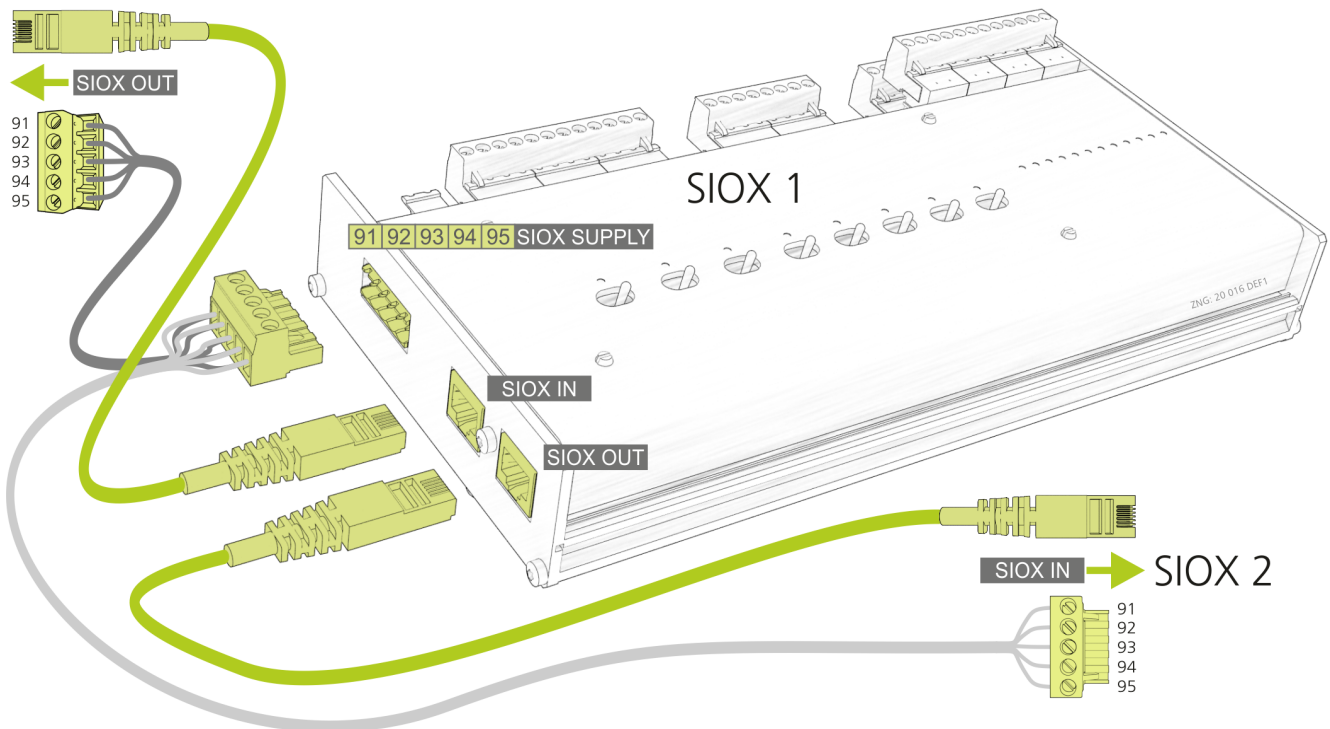 SIOX OUT
91
92
93
94
95
SIOX 1
91 92 93 94 95 SIOX SUPPLY
ZNG: 20 016 DEF1
SIOX IN
SIOX OUT
SIOX IN
SIOX 2
91
92
93
94
95